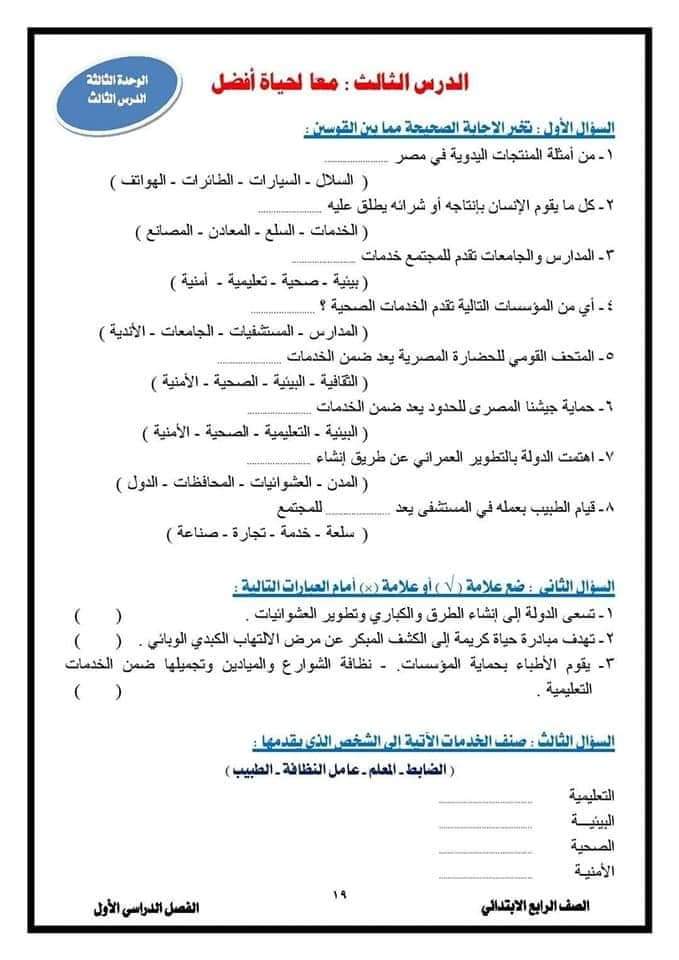 الوحدة الثالثة
الدرس الثالث
الدرس الثالث : معا لحياة أفضل
السؤال الأول : تخير الاجابة الصحيحة مما بين القوسين :
١- من أمثلة المنتجات اليدوية في مصر ......................
( السلال - السيارات - الطائرات - الهواتف )
٢- كل ما يقوم الإنسان بإنتاجه أو شرائه يطلق عليه ......................
( الخدمات - السلع - المعادن - المصانع )
٣- المدارس والجامعات تقدم للمجتمع خدمات ......................
( بيئية - صحية - تعليمية - أمنية )
٤- أي من المؤسسات التالية تقدم الخدمات الصحية ؟ ......................
( المدارس - المستشفيات - الجامعات - الأندية )
٥- المتحف القومي للحضارة المصرية يعد ضمن الخدمات ......................
( الثقافية - البيئية - الصحية - الأمنية )
٦- حماية جيشنا المصرى للحدود يعد ضمن الخدمات ......................
( البيئية - التعليمية - الصحية - الأمنية )
٧- اهتمت الدولة بالتطوير العمراني عن طريق إنشاء ......................
( المدن - العشوائيات - المحافظات - الدول )
٨- قيام الطبيب بعمله في المستشفى يعد ...................... للمجتمع
( سلعة - خدمة - تجارة - صناعة )
السؤال الثانى : ضع علامة (√) أو علامة (×) أمام العبارات التالية :
١- تسعى الدولة إلى إنشاء الطرق والكباري وتطوير العشوائيات . ( )
٢- تهدف مبادرة حياة كريمة إلى الكشف المبكر عن مرض الالتهاب الكبدي الوبائي . ( )
٣- يقوم الأطباء بحماية المؤسسات. - نظافة الشوارع والميادين وتجميلها ضمن الخدمات
التعليمية . ( )
السؤال الثالث : صنف الخدمات الآتية إلى الشخص الذي يقدمها :
( الضابط - المعلم - عامل النظافة - الطبيب )
التعليمية ......................
البيئيـــة ......................
الصحية ......................
الأمنيـة ......................
١٩
الصف الرابع الابتدائي
الفصل الدراسي الأول